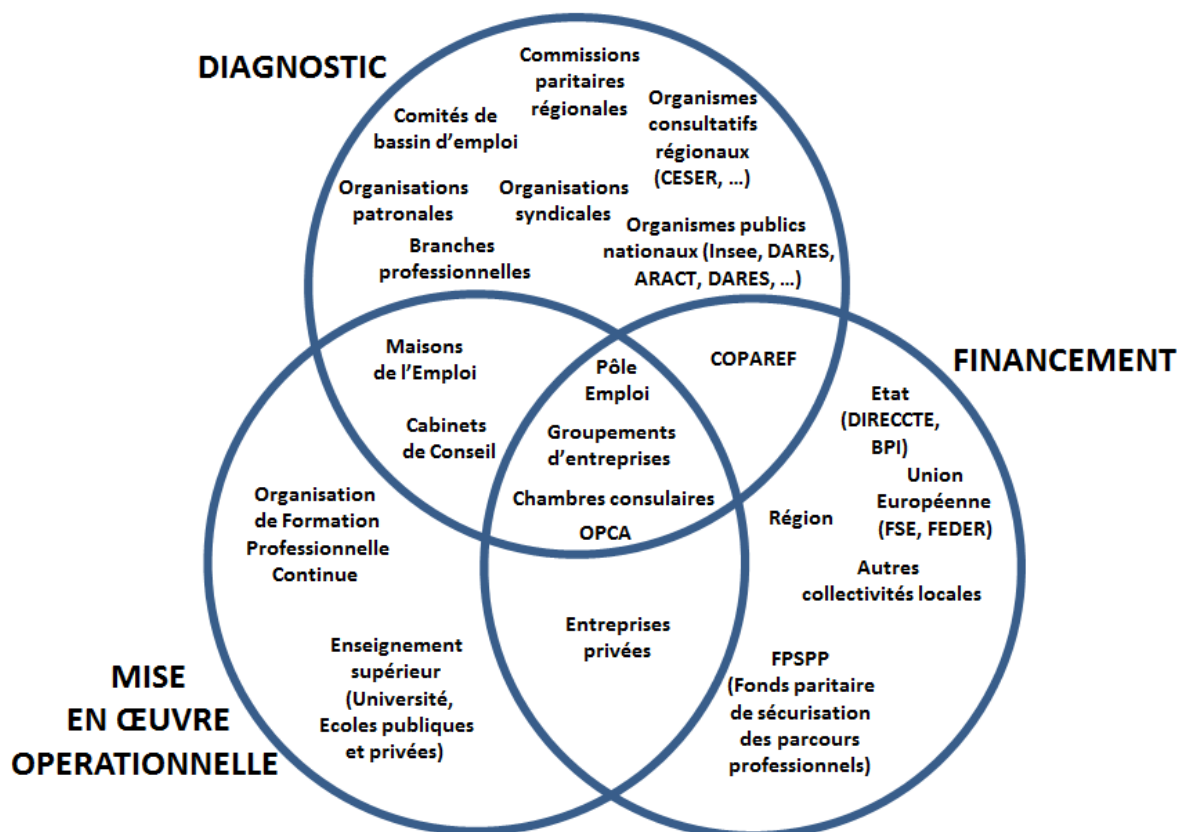 DIAGNOSTIC
Commissions
paritaires
régionales
Organismes
consultatifs
régionaux
(CESER, ...)
Comités de
bassin d’emploi
Organisations
patronales
Organisations
syndicales
Organismes publics
nationaux (Insee, DARES,
ARACT, DARES, ...)
Branches
professionnelles
Maisons
de l’Emploi
Pôle
Emploi
COPAREF
FINANCEMENT
Cabinets
de Conseil
Groupements
d’entreprises
Etat
(DIRECCTE,
BPI)
Chambres consulaires
OPCA
Union
Européenne
(FSE, FEDER)
Région
Organisation
de Formation
Professionnelle
Continue
Autres
collectivités locales
Entreprises
privées
Enseignement
supérieur
(Université,
Ecoles publiques
et privées)
FPSPP
(Fonds paritaire
de sécurisation
des parcours
professionnels)
MISE
EN ŒUVRE
OPERATIONNELLE